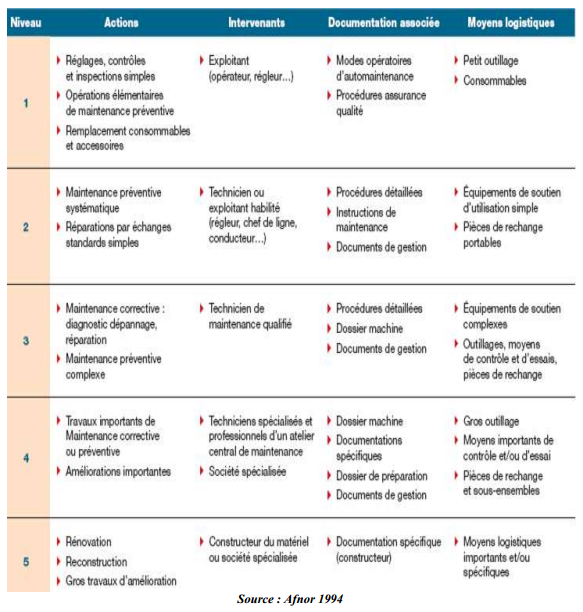 Niveau Actions Intervenants Documentation associée Moyens logistiques
1
Réglages, contrôles
et inspections simples
Opérations élémentaires
de maintenance préventive
Remplacement consommables
et accessoires
Exploitant
(opérateur, régleur...)
Modes opératoires
d'automaintenance
Procédures assurance
qualité
Petit outillage
Consommables
2
Maintenance préventive
systématique
Réparations par échanges
standards simples
Technicien ou
exploitant habilité
(régleur, chef de ligne,
conducteur...)
Procédures détaillées
Instructions de
maintenance
Documents de gestion
Équipements de soutien
d'utilisation simple
Pièces de rechange
portables
3
Maintenance corrective :
diagnostic dépannage,
réparation
Maintenance préventive
complexe
Technicien de
maintenance qualifié
Procédures détaillées
Dossier machine
Documents de gestion
Équipements de soutien
complexes
Outillages, moyens
de contrôle et d'essais,
pièces de rechange
4
Travaux importants de
Maintenance corrective
ou préventive
Améliorations importantes
Techniciens spécialisés et
professionnels d'un atelier
central de maintenance
Société spécialisée
Dossier machine
Documentations
spécifiques
Dossier de préparation
Documents de gestion
Gros outillage
Moyens importants de
contrôle et/ou d'essai
Pièces de rechange
et sous-ensembles
5
Rénovation
Reconstruction
Gros travaux d'amélioration
Constructeur du matériel
ou société spécialisée
Documentation spécifique
(constructeur)
Moyens logistiques
importants et/ou
spécifiques
Source : Afnor 1994